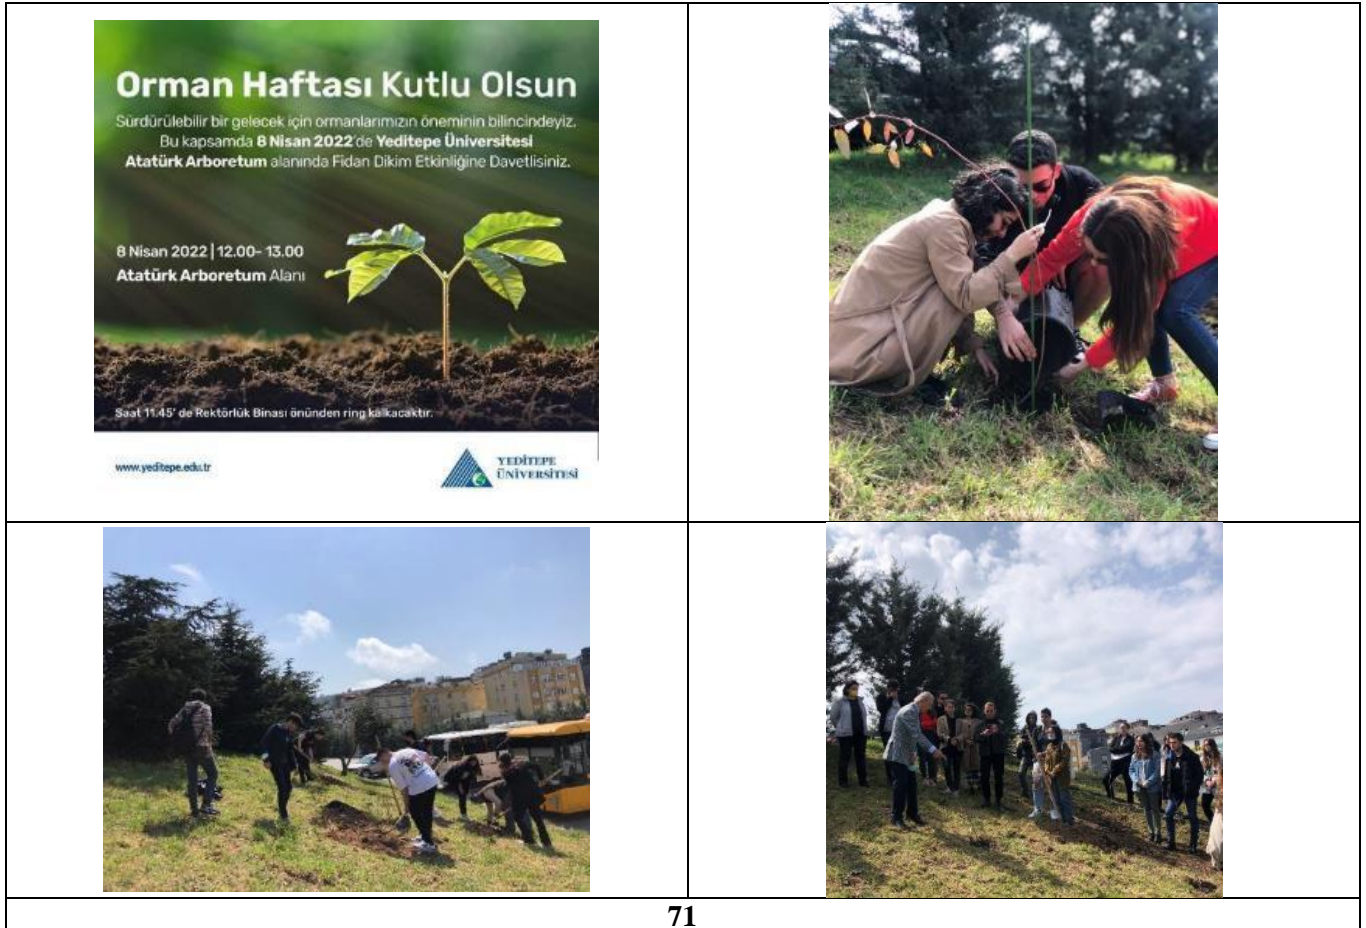 Orman Haftası Kutlu Olsun
Sürdürülebilir bir gelecek için ormanlarımızın öneminin bilincindeyiz.
Bu kapsamda 8 Nisan 2022'de Yeditepe Üniversitesi
Atatürk Arboretum alanında Fidan Dikim Etkinliğine Davetlisiniz.
8 Nisan 2022 | 12.00- 13.00
Atatürk Arboretum Alanı
Saat 11.45' de Rektörlük Binası önünden ring kalkacaktır.
www.yeditepe.edu.tr
YEDİTEPE
ÜNİVERSİTESİ
71